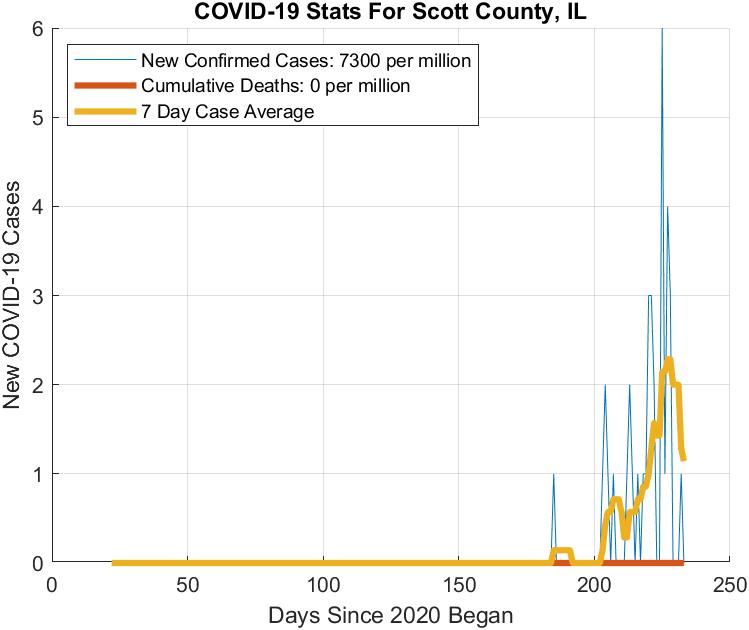 COVID-19 Stats For Scott County, IL
New Confirmed Cases: 7300 per million
Cumulative Deaths: 0 per million
7 Day Case Average
New COVID-19 Cases
6
5
4
3
2
1
0
0 50 100 150 200 250
Days Since 2020 Began